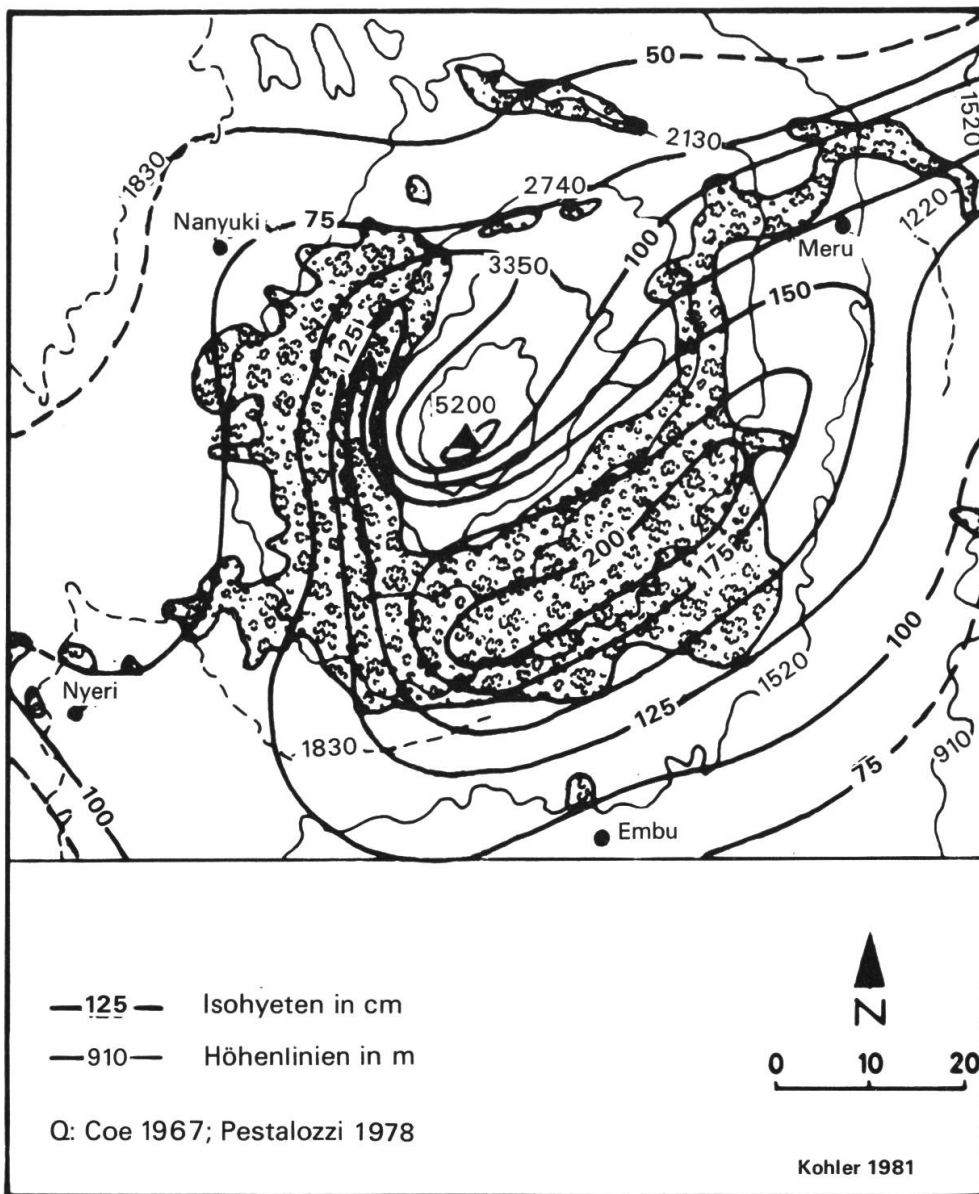 50
1520
1830
2130
2740
Nanyuki
75
100
1220
Meru
3350
150
125
5200
200
175
100
1520
Nyeri
125
1830
75
910
100
Embu
125 Isohyeten in cm
910 Höhenlinien in m
N
0 10 20
Q: Coe 1967; Pestalozzi 1978
Kohler 1981